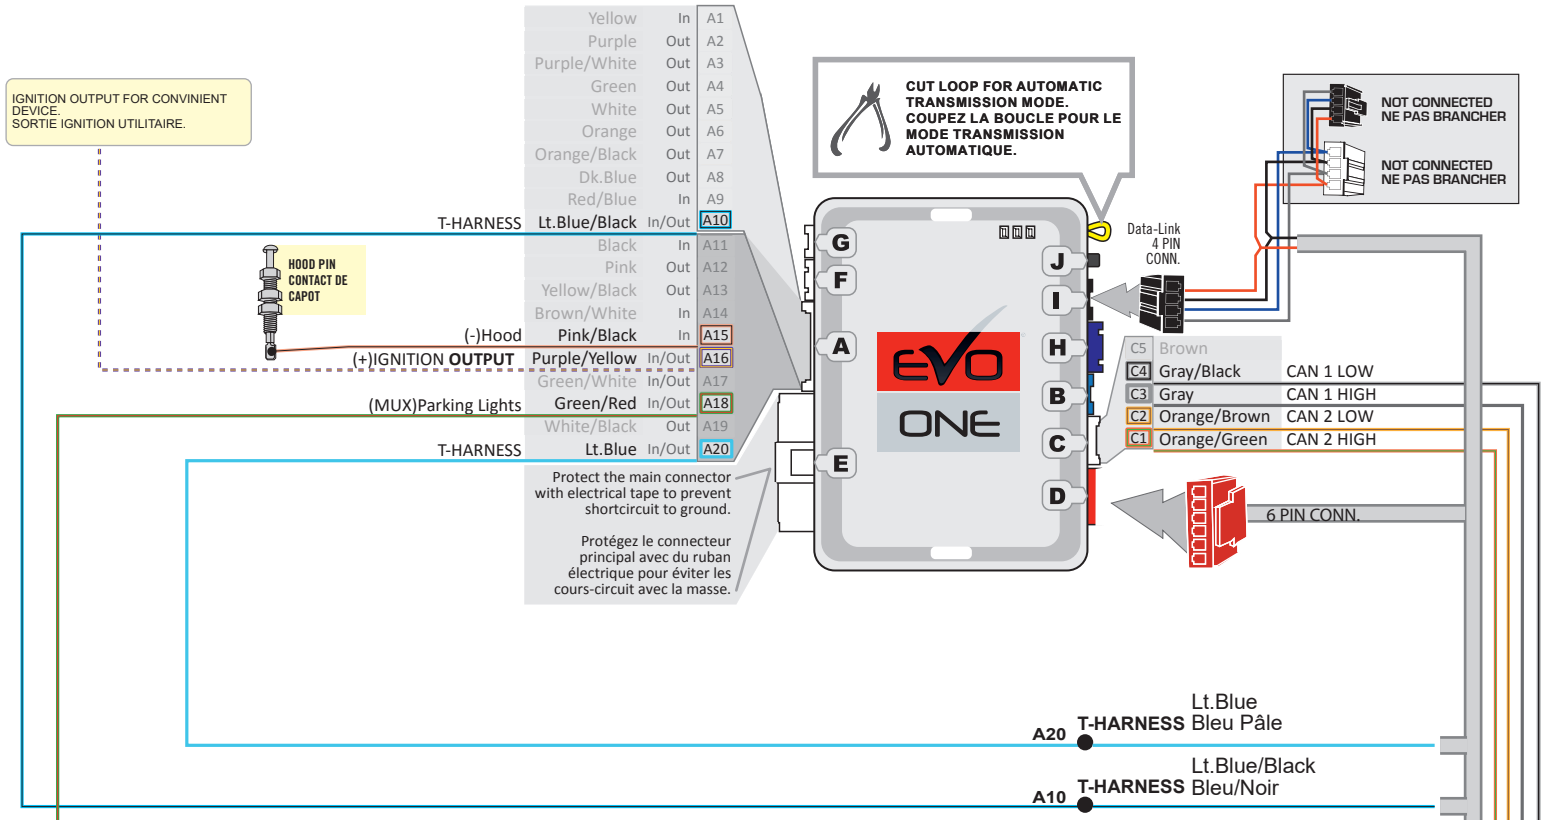 IGNITION OUTPUT FOR CONVINIENT
DEVICE.
SORTIE IGNITION UTILITAIRE.
Yellow In A1
Purple Out A2
Purple/White Out A3
Green Out A4
White Out A5
Orange Out A6
Orange/Black Out A7
Dk.Blue Out A8
Red/Blue In A9
T-HARNESS Lt.Blue/Black In/Out A10
Black In A11
Pink Out A12
Yellow/Black Out A13
Brown/White In A14
(-)Hood Pink/Black In A15
(+)IGNITION OUTPUT Purple/Yellow In/Out A16
Green/White In/Out A17
(MUX)Parking Lights Green/Red In/Out A18
White/Black Out A19
T-HARNESS Lt.Blue In/Out A20
HOOD PIN
CONTACT DE
CAPOT
Protect the main connector
with electrical tape to prevent
shortcircuit to ground.
Protégez le connecteur
principal avec du ruban
électrique pour éviter les
cours-circuit avec la masse.
CUT LOOP FOR AUTOMATIC
TRANSMISSION MODE.
COUPEZ LA BOUCLE POUR LE
MODE TRANSMISSION
AUTOMATIQUE.
G
F
A
E
J
I
H
B
C
D
EVO
ONE
Data-Link
4 PIN
CONN.
NOT CONNECTED
NE PAS BRANCHER
NOT CONNECTED
NE PAS BRANCHER
C5 Brown
C4 Gray/Black CAN 1 LOW
C3 Gray CAN 1 HIGH
C2 Orange/Brown CAN 2 LOW
C1 Orange/Green CAN 2 HIGH
6 PIN CONN.
A20 T-HARNESS Lt.Blue
Bleu Pâle
A10 T-HARNESS Lt.Blue/Black
Bleu/Noir